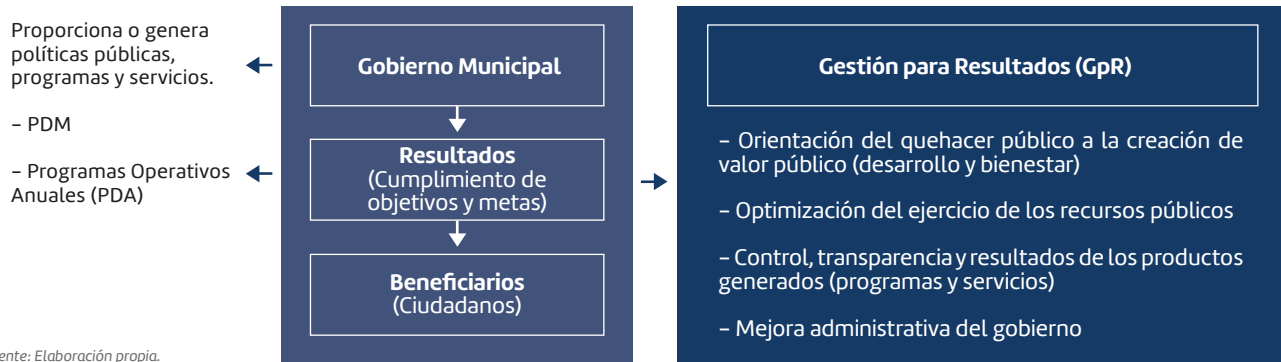 Proporciona o genera
políticas públicas,
programas y servicios.
– PDM
– Programas Operativos
Anuales (PDA)
Gobierno Municipal
Resultados
(Cumplimiento de
objetivos y metas)
Beneficiarios
(Ciudadanos)
Gestión para Resultados (GpR)
– Orientación del quehacer público a la creación de
valor público (desarrollo y bienestar)
– Optimización del ejercicio de los recursos públicos
– Control, transparencia y resultados de los productos
generados (programas y servicios)
– Mejora administrativa del gobierno
ente: Elaboración propia.